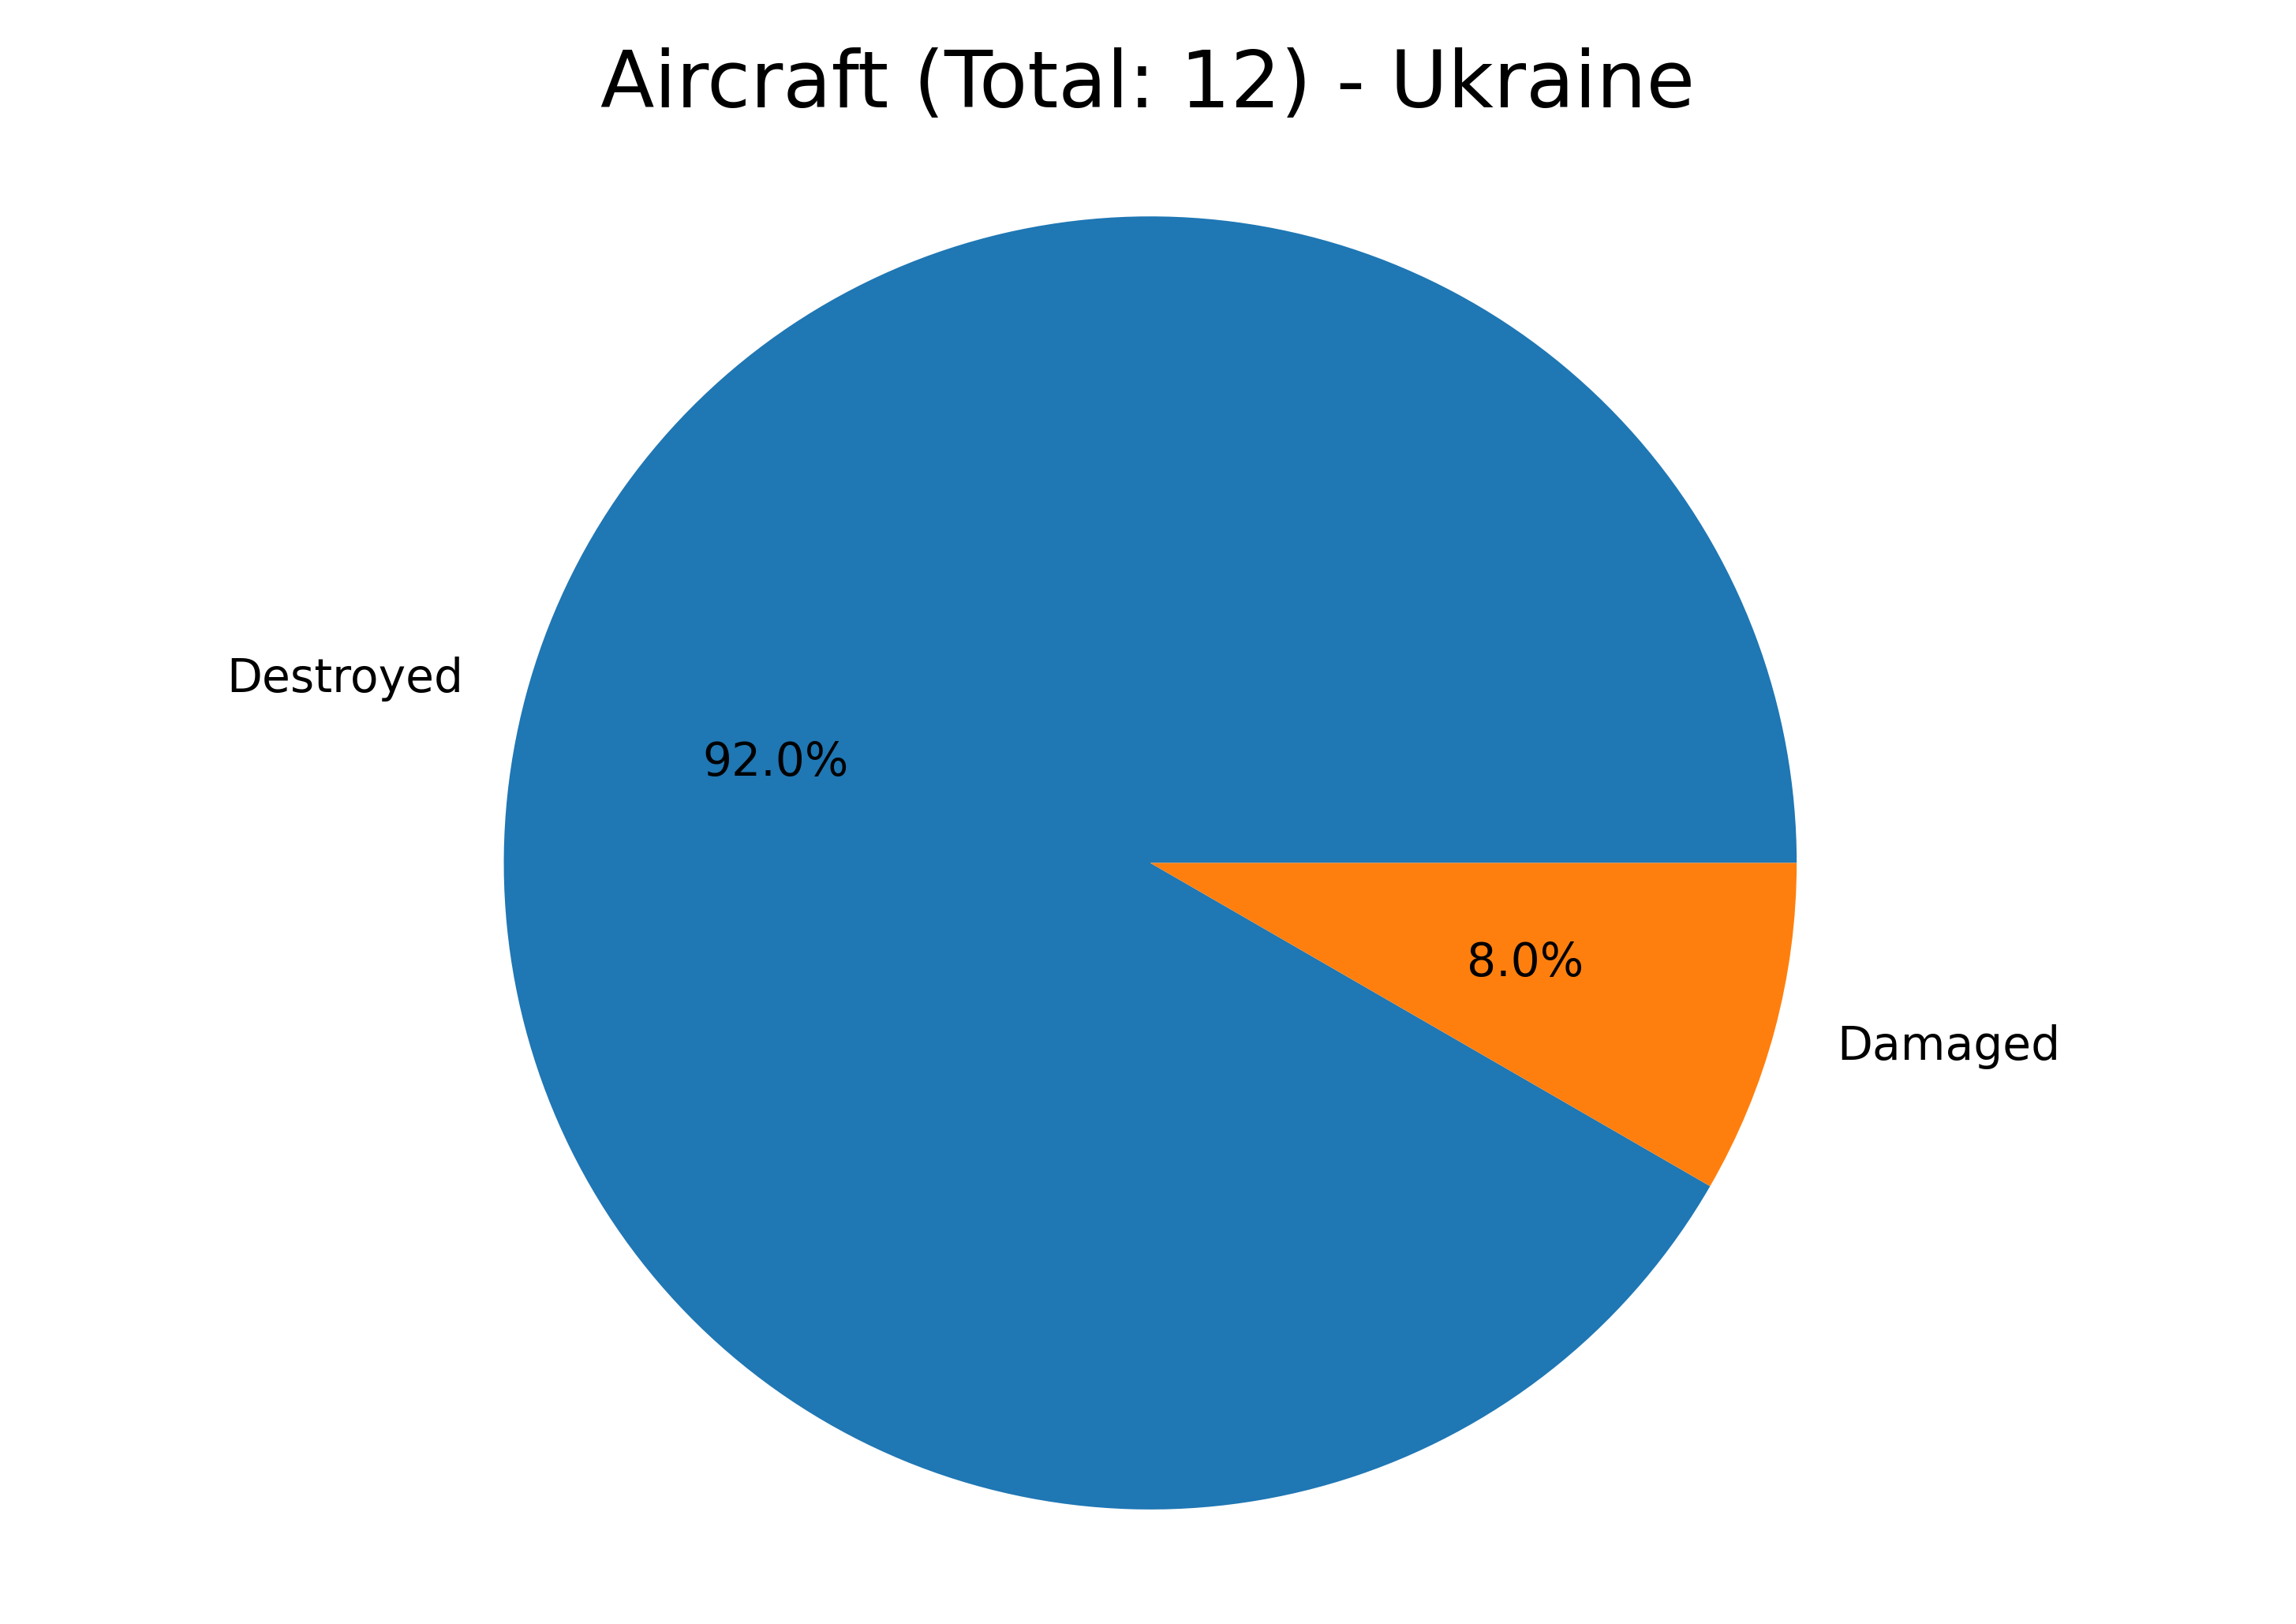 Aircraft (Total: 12) - Ukraine
Destroyed
92.0%
8.0%
Damaged